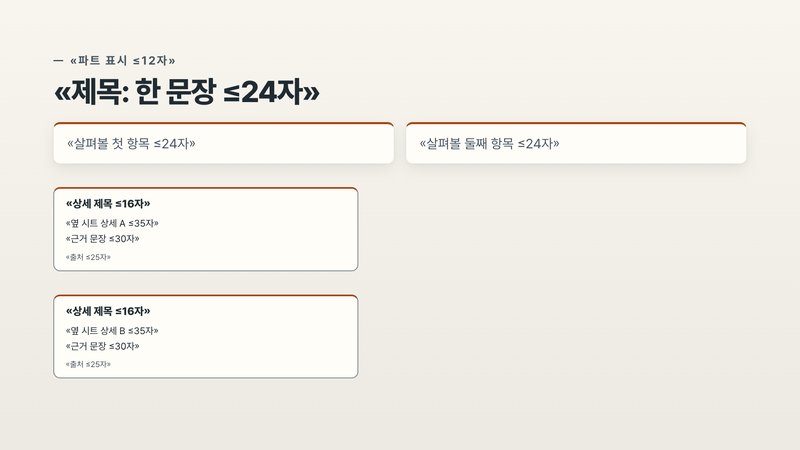 — «파트 표시 ≤12자»
«제목: 한 문장 ≤24자»
«살펴볼 첫 항목 ≤24자»
«살펴볼 둘째 항목 ≤24자»
«상세 제목 ≤16자»
«옆 시트 상세 A ≤35자»
«근거 문장 ≤30자»
«출처 ≤25자»
«상세 제목 ≤16자»
«옆 시트 상세 B ≤35자»
«근거 문장 ≤30자»
«출처 ≤25자»